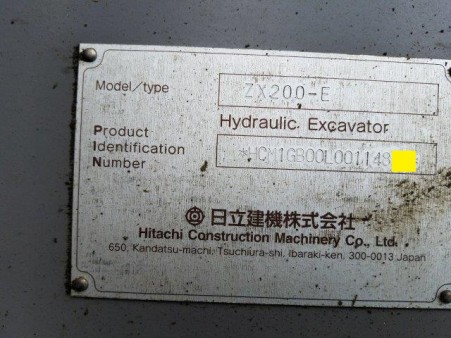 Model/type ZX200-E
Hydraulic Excavator
Product
Identification *HCM1GB00L001148
Number
日立建機株式会社
Hitachi Construction Machinery Co., Ltd.
650, Kandatsu-machi, Tsuchiura-shi, Ibaraki-ken, 300-0013 Japan